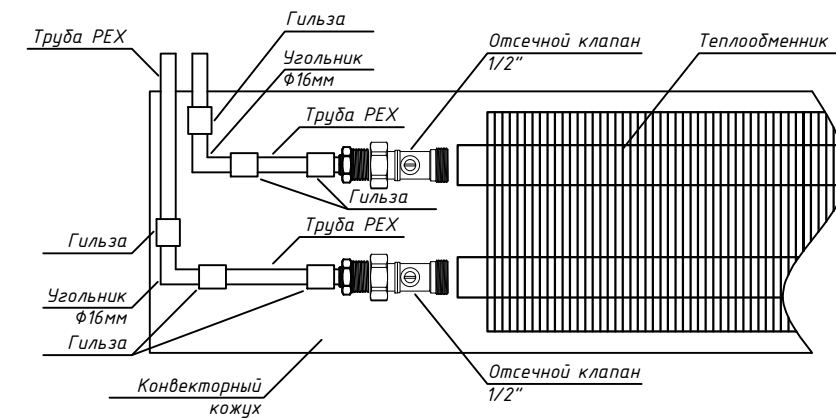 Гильза
Труба PEX
Угольник
Ф16мм
Отсечной клапан
1/2"
Теплообменник
Труба PEX
Гильза
Труба PEX
Гильза
Угольник
Ф16мм
Гильза
Конвекторный
кожух
Отсечной клапан
1/2"